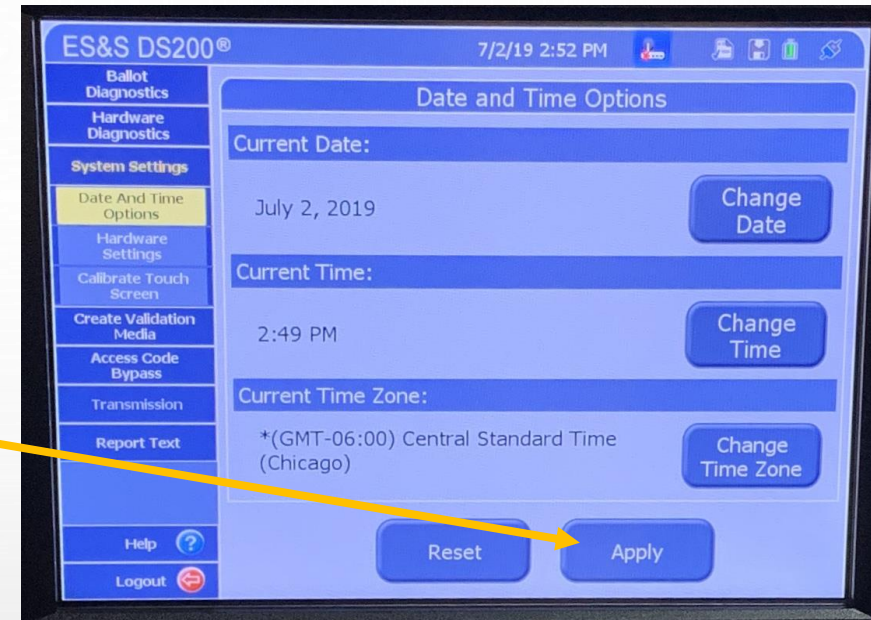 ES&S DS200®
7/2/19 2:52 PM
Ballot
Diagnostics
Hardware
Diagnostics
System Settings
Date And Time
Options
Hardware
Settings
Calibrate Touch
Screen
Create Validation
Media
Access Code
Bypass
Transmission
Report Text
Help ?
Logout
Date and Time Options
Current Date:
July 2, 2019
Change
Date
Current Time:
2:49 PM
Change
Time
Current Time Zone:
*(GMT-06:00) Central Standard Time
(Chicago)
Change
Time Zone
Reset
Apply